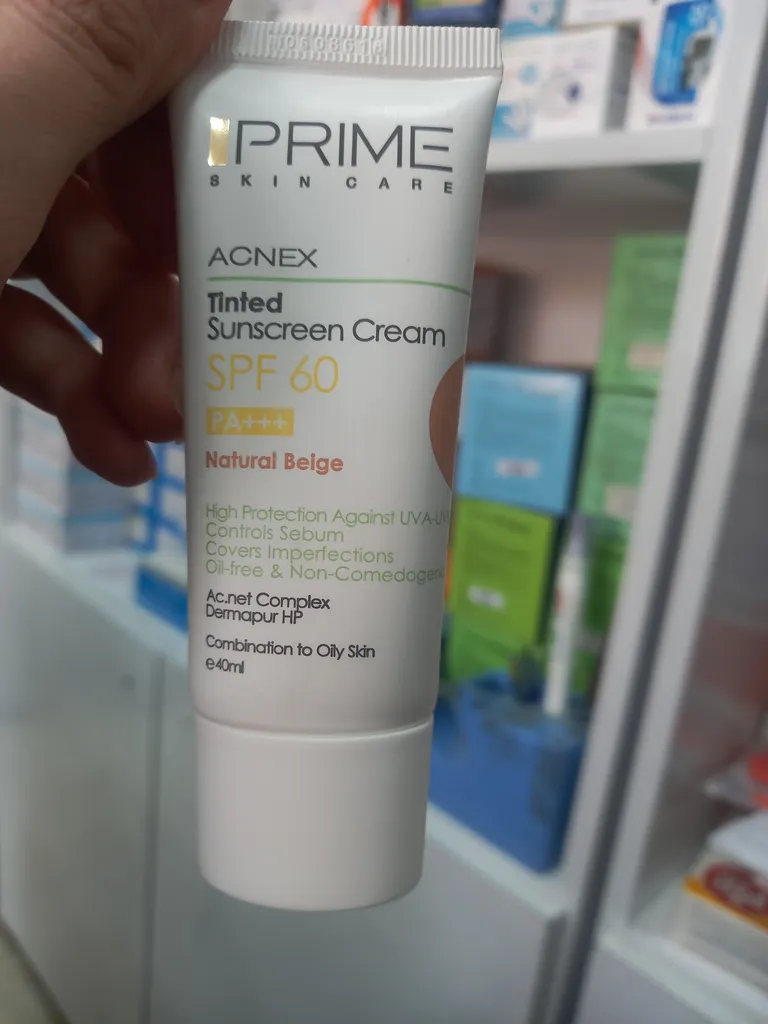 PRIME
SKIN CARE
ACNEX
Tinted
Sunscreen Cream
SPF 60
PA+++
Natural Beige
High Protection Against UVA-UV
Controls Sebum
Covers Imperfections
Oil-free & Non-Comedogen
Ac.net Complex
Dermapur HP
Combination to Oily Skin
e40ml